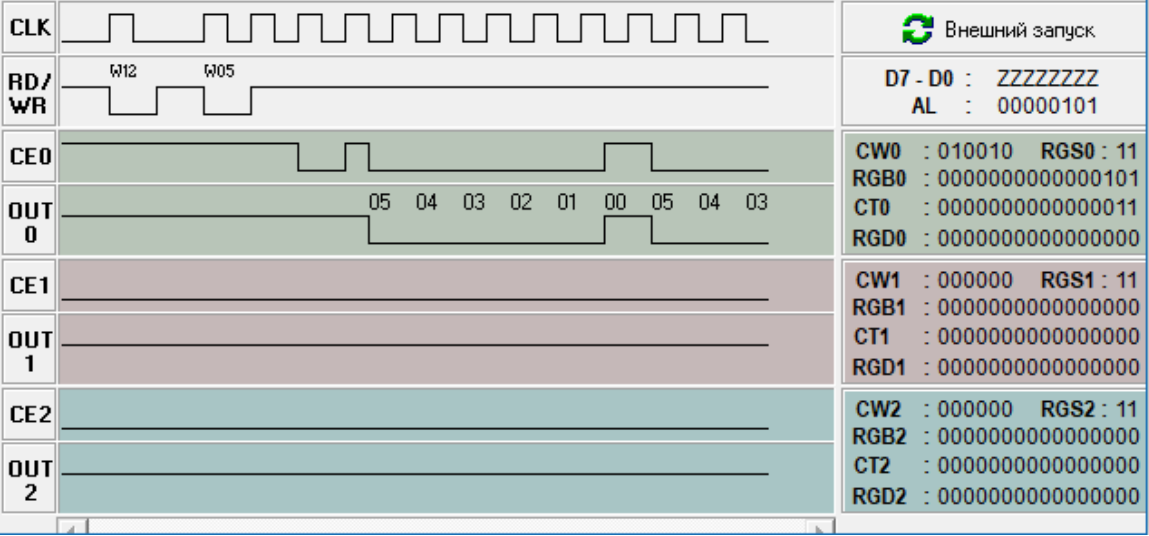 CLK
Внешний запуск
RD/
WR
W12 W05
D7 - D0 : ZZZZZZZZ
AL : 00000101
CE0
CW0 : 010010 RGS0 : 11
RGB0 : 0000000000000101
OUT
0
05 04 03 02 01 00 05 04 03
CT0 : 0000000000000011
RGD0 : 0000000000000000
CE1
CW1 : 000000 RGS1 : 11
RGB1 : 0000000000000000
OUT
1
CT1 : 0000000000000000
RGD1 : 0000000000000000
CE2
CW2 : 000000 RGS2 : 11
RGB2 : 0000000000000000
OUT
2
CT2 : 0000000000000000
RGD2 : 0000000000000000